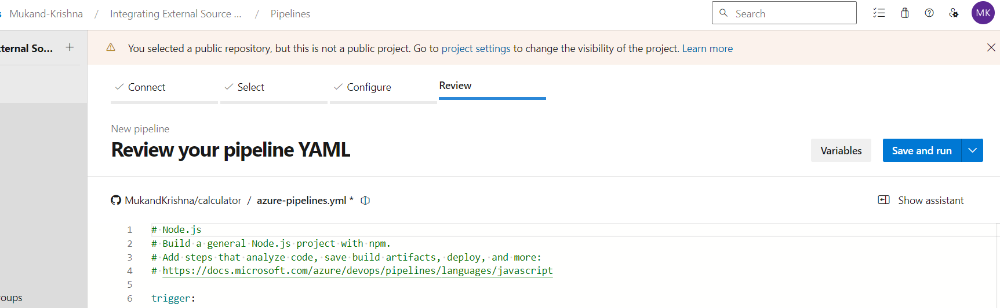 Mukand-Krishna / Integrating External Source ... / Pipelines
Search
MK
xternal So... +
You selected a public repository, but this is not a public project. Go to project settings to change the visibility of the project. Learn more
Connect
Select
Configure
Review
New pipeline
Review your pipeline YAML
Variables
Save and run
MukandKrishna/calculator / azure-pipelines.yml *
Show assistant
1 # Node.js
2 # Build a general Node.js project with npm.
3 # Add steps that analyze code, save build artifacts, deploy, and more:
4 # https://docs.microsoft.com/azure/devops/pipelines/languages/javascript
5
6 trigger:
roups